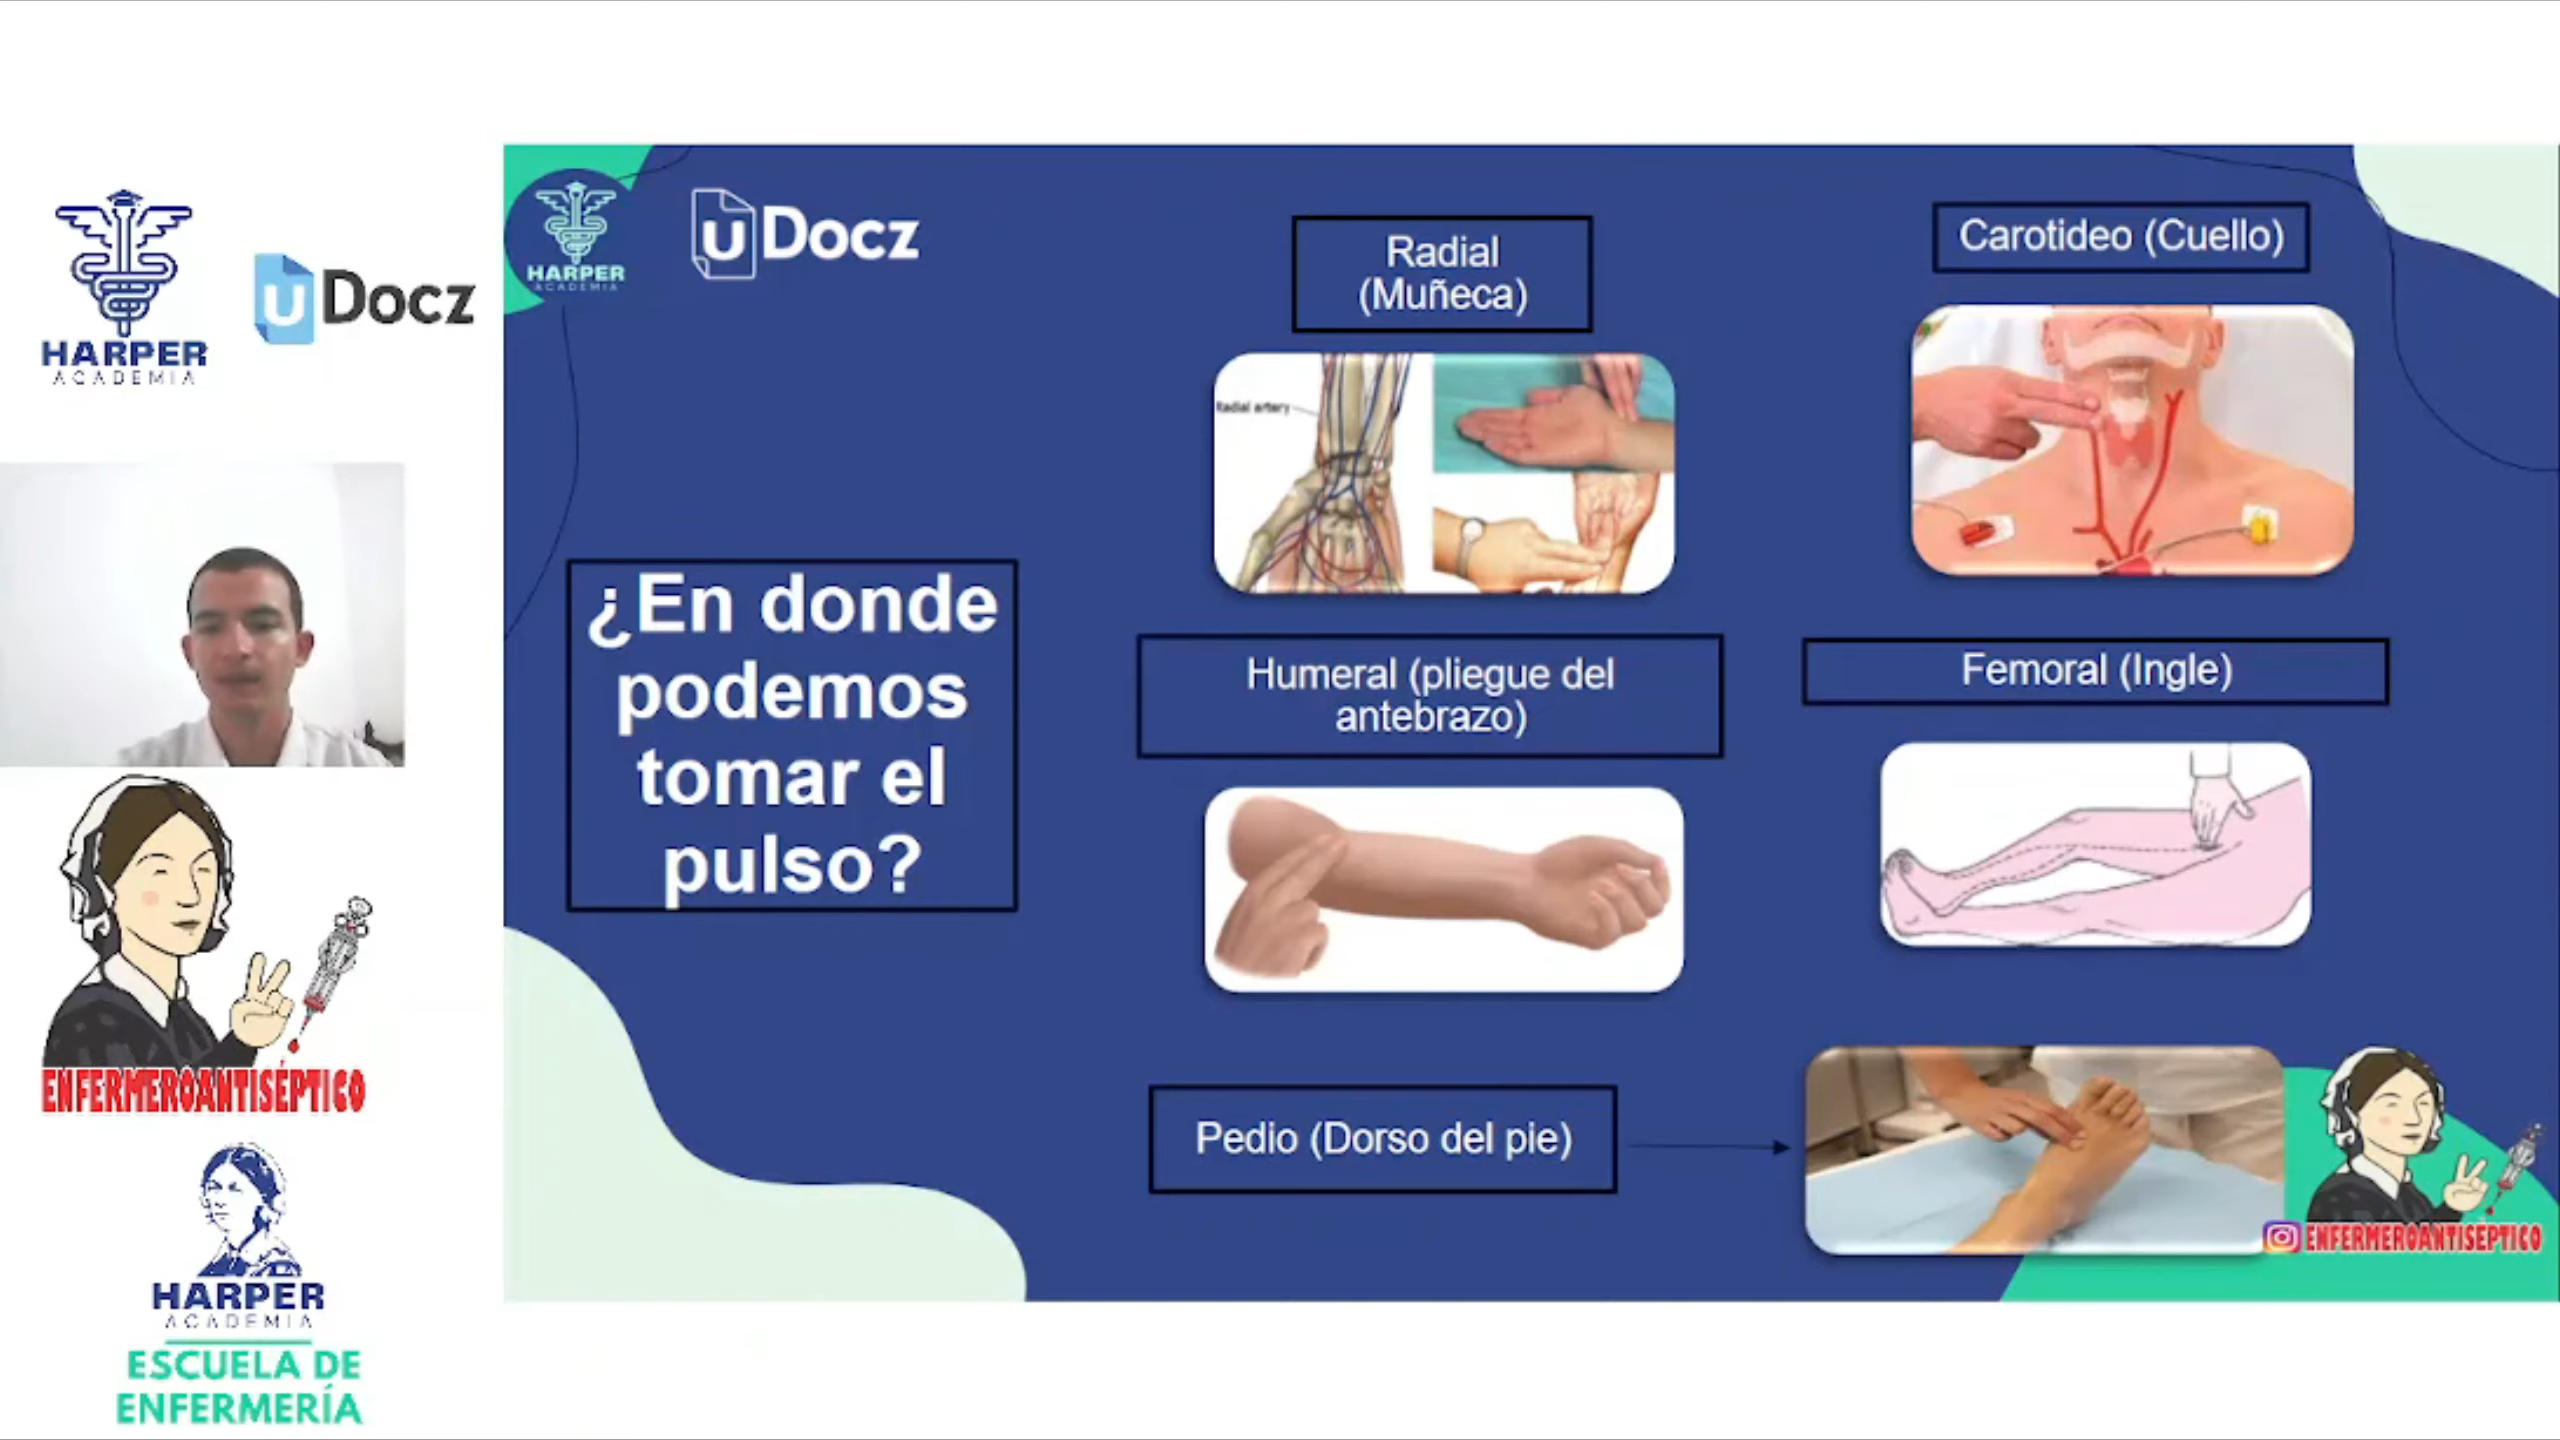 HARPER
ACADEMIA
UDocz
ENFERMEROANTISÉPTICO
HARPER
ACADEMIA
ESCUELA DE
ENFERMERÍA
HARPER
ACADEMIA
UDocz
¿En donde
podemos
tomar el
pulso?
Radial
(Muñeca)
Radial artery
Carotideo (Cuello)
Humeral (pliegue del
antebrazo)
Femoral (Ingle)
Pedio (Dorso del pie)
ENFERMEROANTISÉPTICO